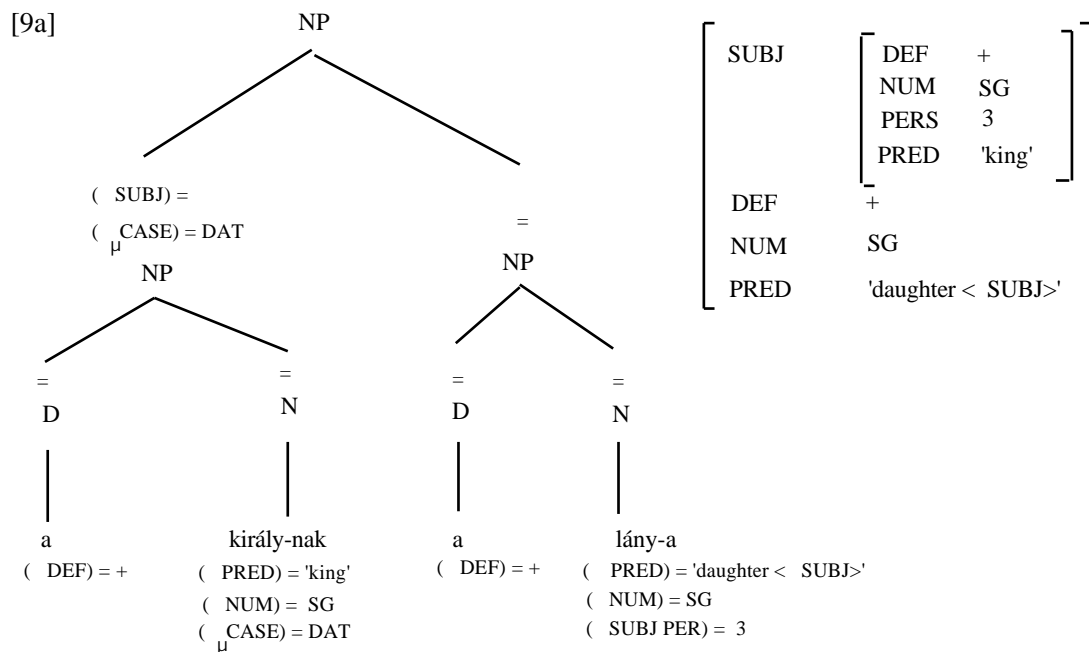 [9a]
NP
SUBJ DEF +
NUM SG
PERS 3
PRED 'king'
DEF +
NUM SG
PRED 'daughter < SUBJ>'
( SUBJ) =
( μCASE) = DAT
NP
=
NP
= = = =
D N D N
a király-nak a lány-a
( DEF) = + ( PRED) = 'king' ( DEF) = + ( PRED) = 'daughter < SUBJ>'
( NUM) = SG ( NUM) = SG
( μCASE) = DAT ( SUBJ PER) = 3